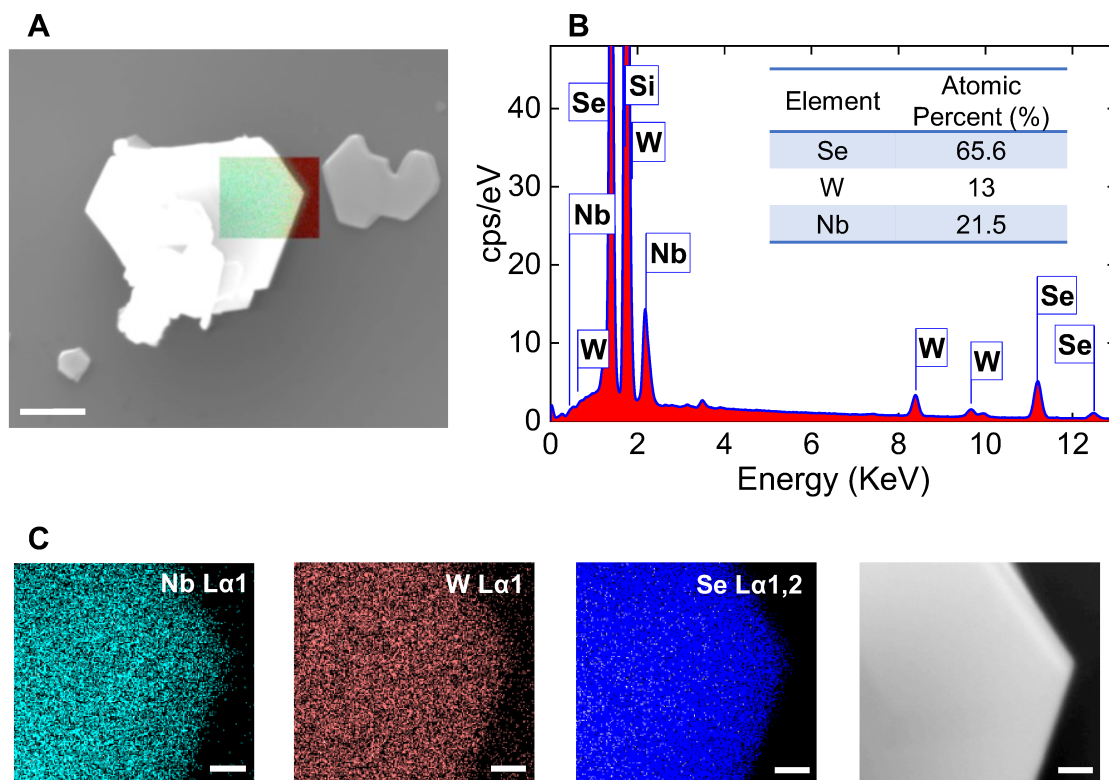 A
B
Se
Si
W
Nb
Nb
W
W
W
Se
Se
Element
Atomic
Percent (%)
Se
65.6
W
13
Nb
21.5
cps/eV
40
30
20
10
0
0
2
4
6
8
10
12
Energy (KeV)
C
Nb Lα1
W Lα1
Se Lα1,2